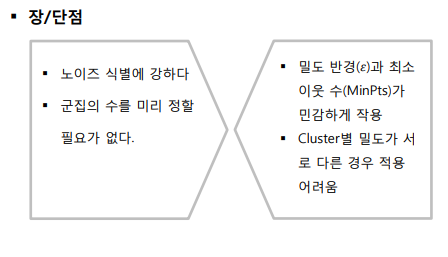 ▪ 장/단점
▪ 노이즈 식별에 강하다
▪ 군집의 수를 미리 정할
필요가 없다.
▪ 밀도 반경(ε)과 최소
이웃 수(MinPts)가
민감하게 작용
▪ Cluster별 밀도가 서
로 다른 경우 적용
어려움